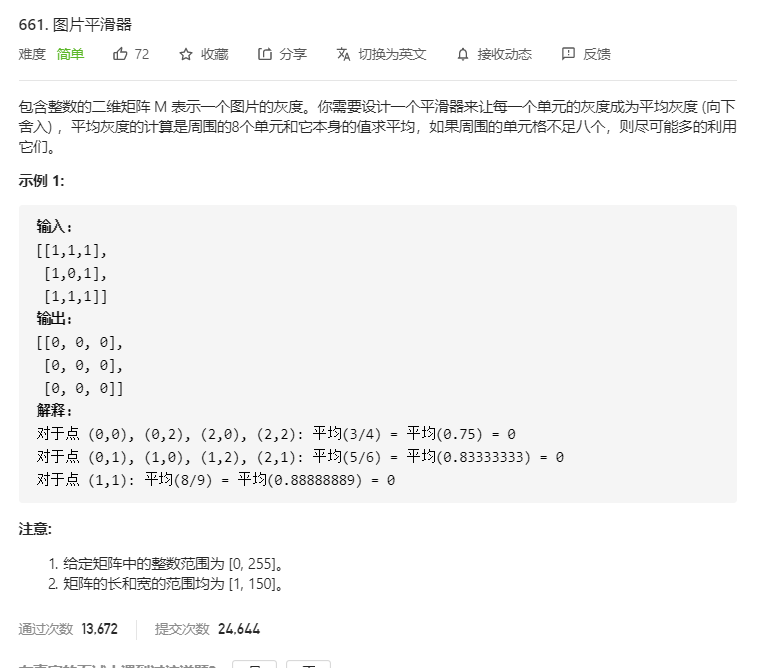 661. 图片平滑器
难度 简单 72 收藏 分享 切换为英文 接收动态 反馈
包含整数的二维矩阵 M 表示一个图片的灰度。你需要设计一个平滑器来让每一个单元的灰度成为平均灰度 (向下
舍入) ，平均灰度的计算是周围的8个单元和它本身的值求平均，如果周围的单元格不足八个，则尽可能多的利用
它们。
示例 1:
输入:
[[1,1,1],
[1,0,1],
[1,1,1]]
输出:
[[0, 0, 0],
[0, 0, 0],
[0, 0, 0]]
解释:
对于点 (0,0), (0,2), (2,0), (2,2): 平均(3/4) = 平均(0.75) = 0
对于点 (0,1), (1,0), (1,2), (2,1): 平均(5/6) = 平均(0.83333333) = 0
对于点 (1,1): 平均(8/9) = 平均(0.88888889) = 0
注意:
1. 给定矩阵中的整数范围为 [0, 255]。
2. 矩阵的长和宽的范围均为 [1, 150]。
通过次数 13,672 提交次数 24,644